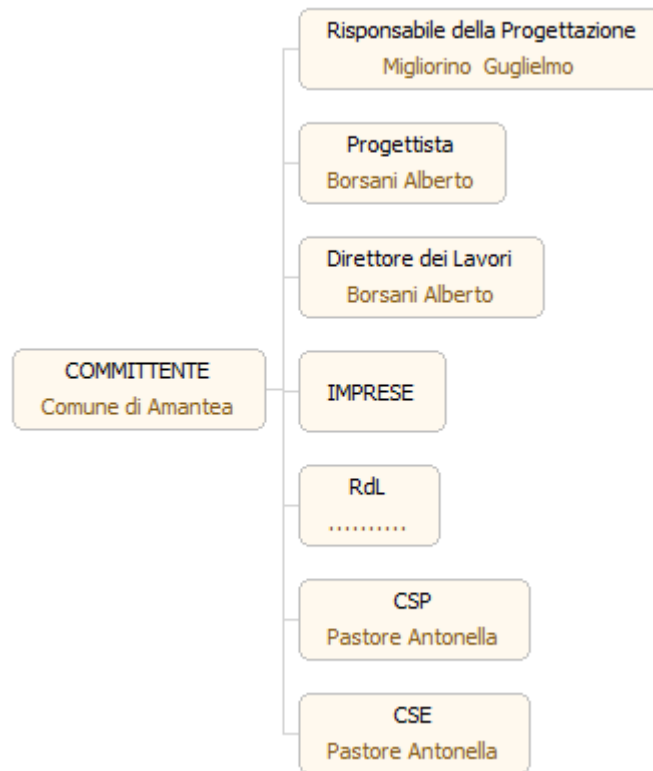 Risponsabile della Progettazione
Migliorino Guglielmo
Progettista
Borsani Alberto
Direttore dei Lavori
Borsani Alberto
COMMITTENTE
Comune di Amantea
IMPRESE
RdL
..........
CSP
Pastore Antonella
CSE
Pastore Antonella